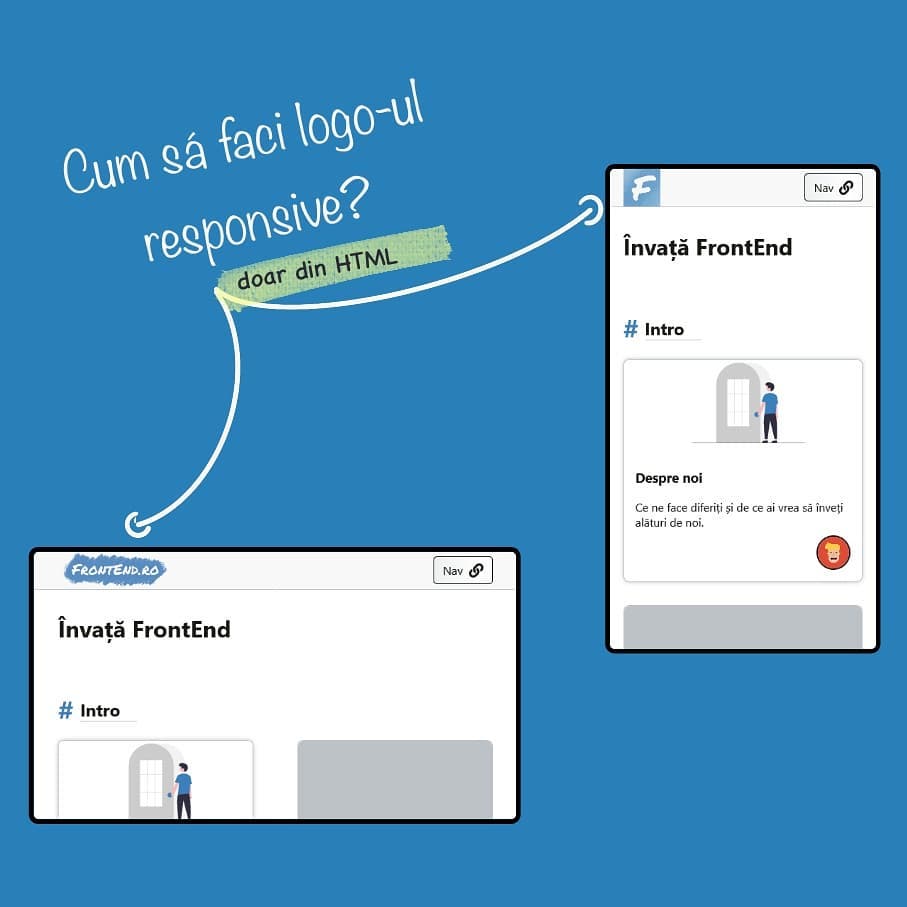 Cum sá faci logo-ul
responsive?
doar din HTML
F
Nav
Învață FrontEnd
# Intro
Despre noi
Ce ne face diferiți și de ce ai vrea să înveți
alături de noi.
FRONTEND.RO
Nav
Învață FrontEnd
# Intro